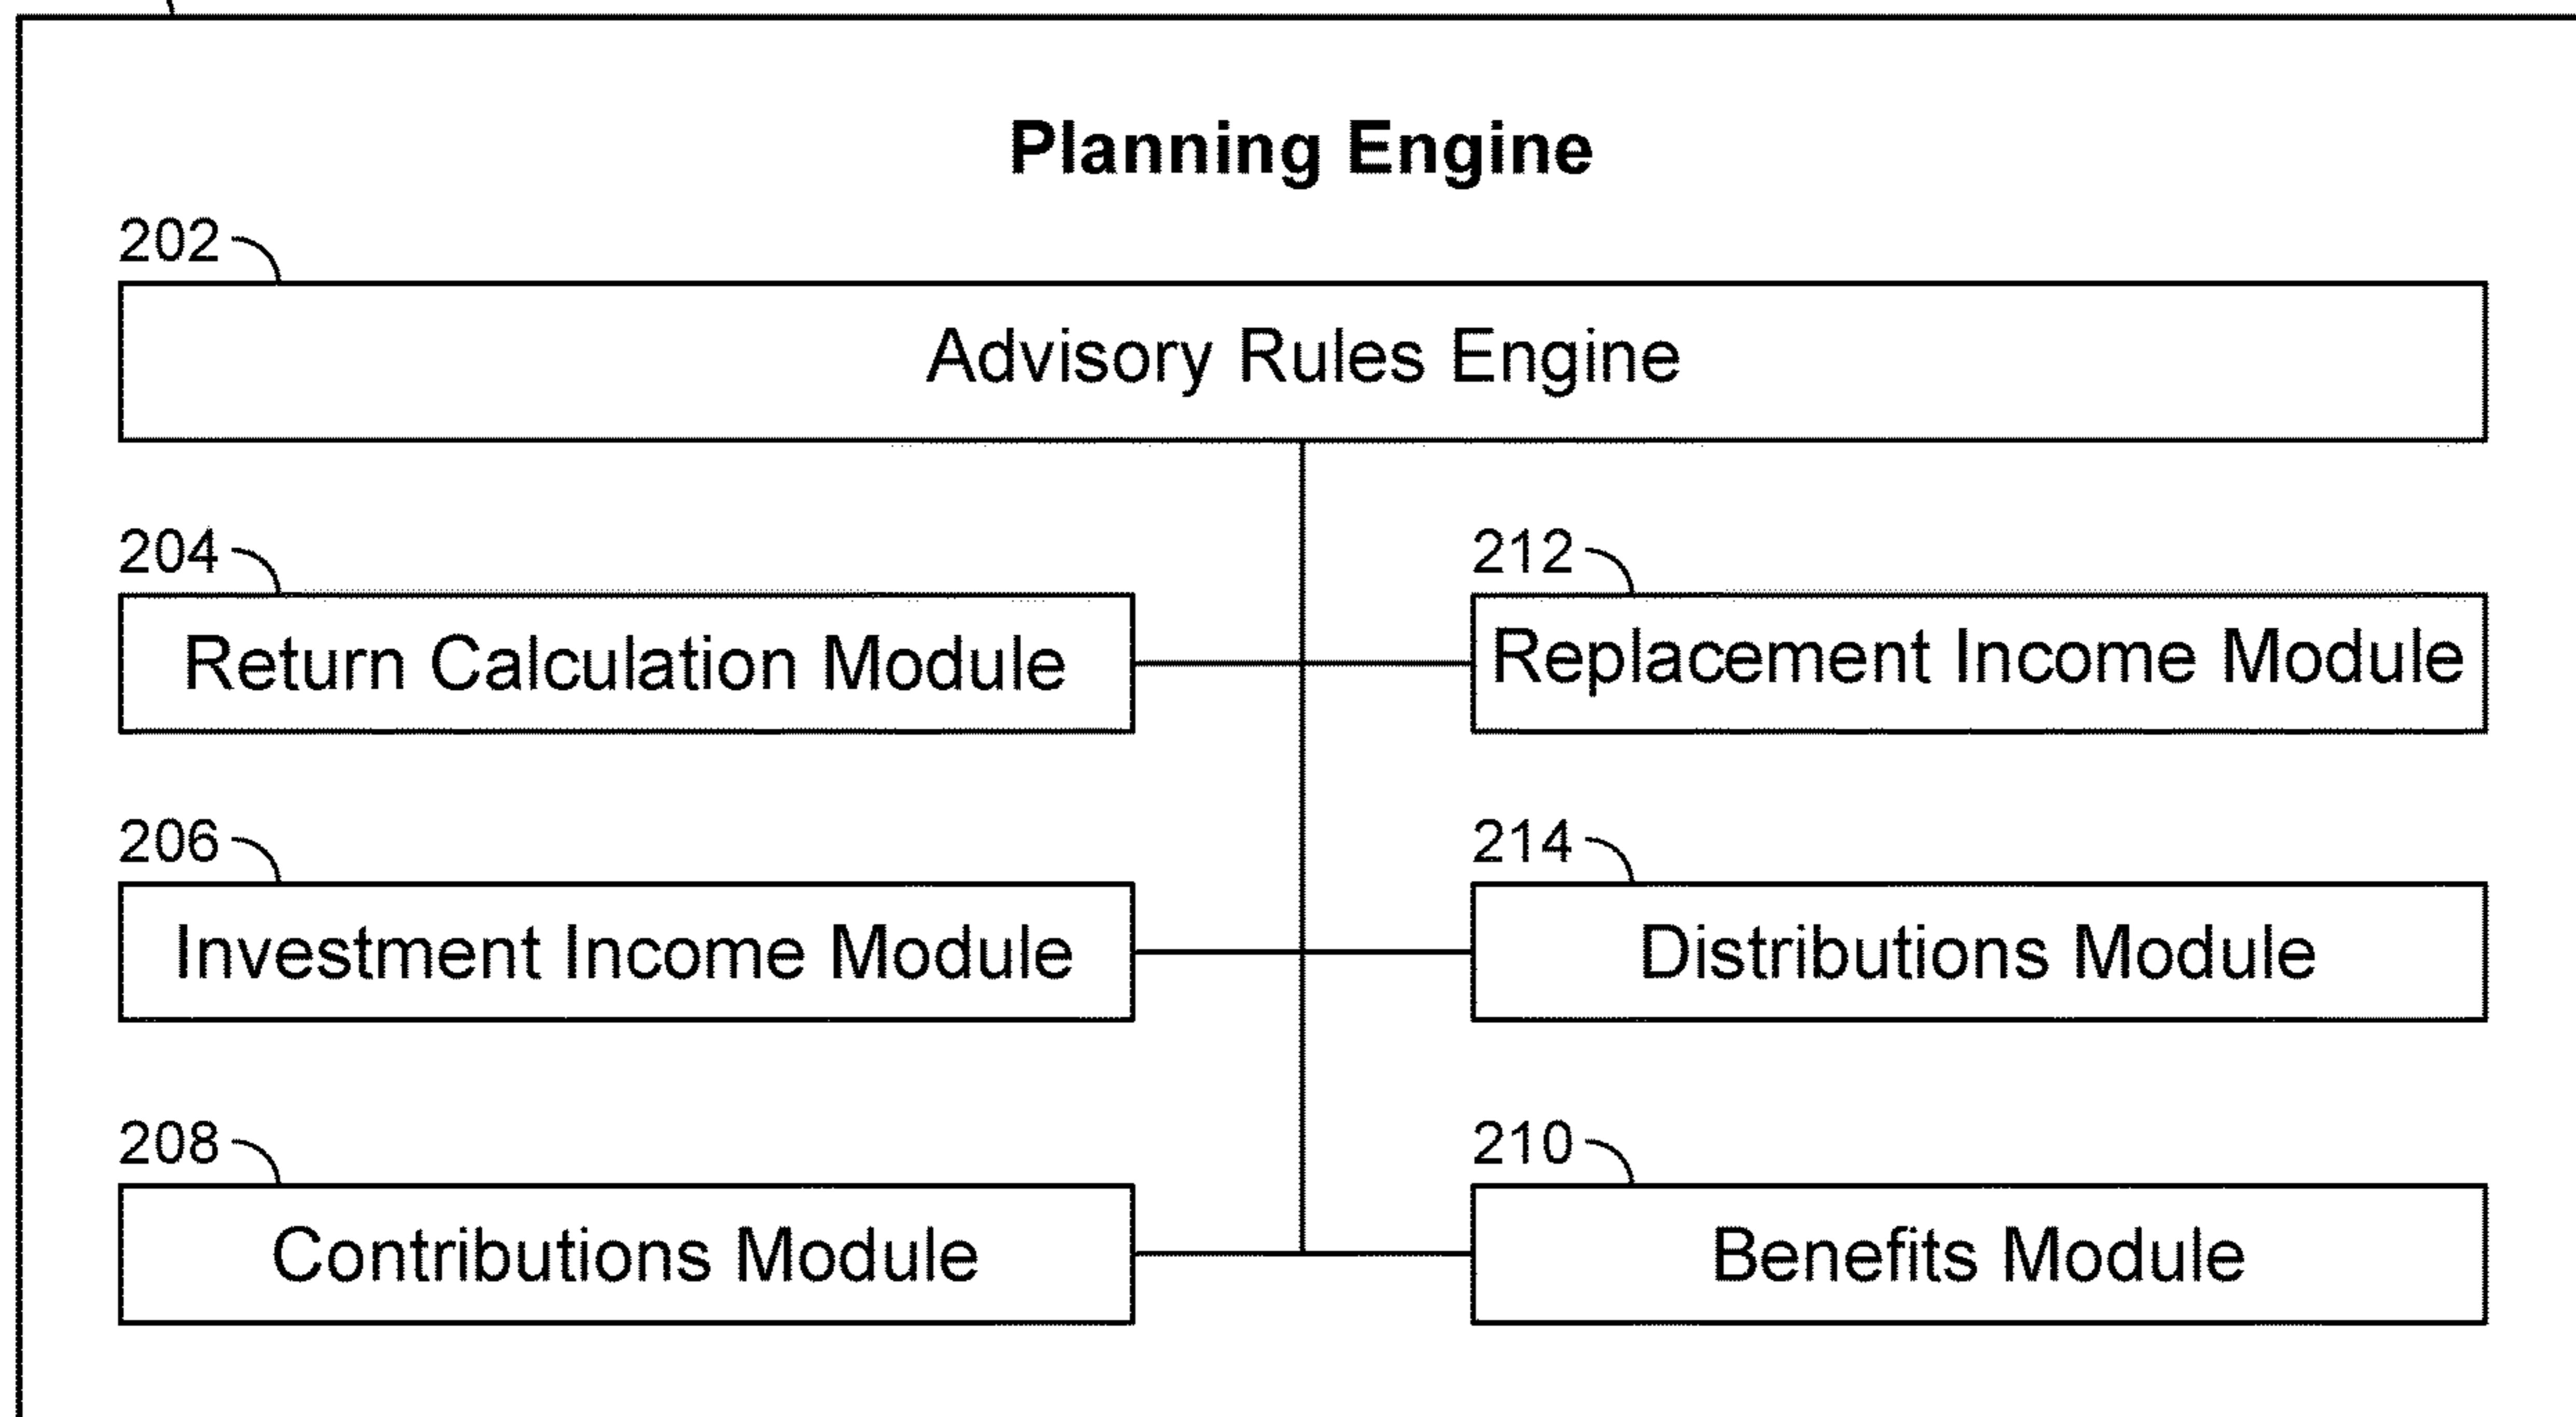 Planning Engine
202
Advisory Rules Engine
204
212
Return Calculation Module
Replacement Income Module
206
214
Investment Income Module
Distributions Module
208
210
Contributions Module
Benefits Module